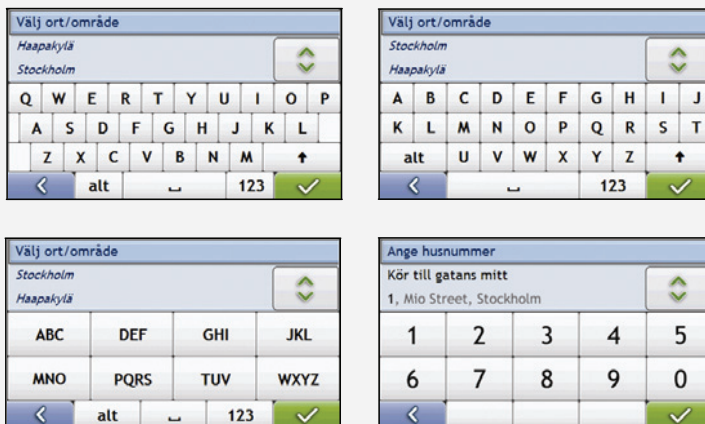 Välj ort/område
Haapakylä
Stockholm
Q W E R T Y U I O P
A S D F G H J K L
Z X C V B N M
alt 123
Välj ort/område
Stockholm
Haapakylä
A B C D E F G H I J
K L M N O P Q R S T
alt U V W X Y Z
123
Välj ort/område
Stockholm
Haapakylä
ABC DEF GHI JKL
MNO PQRS TUV WXYZ
alt 123
Ange husnummer
Kör till gatans mitt
1, Mio Street, Stockholm
1 2 3 4 5
6 7 8 9 0